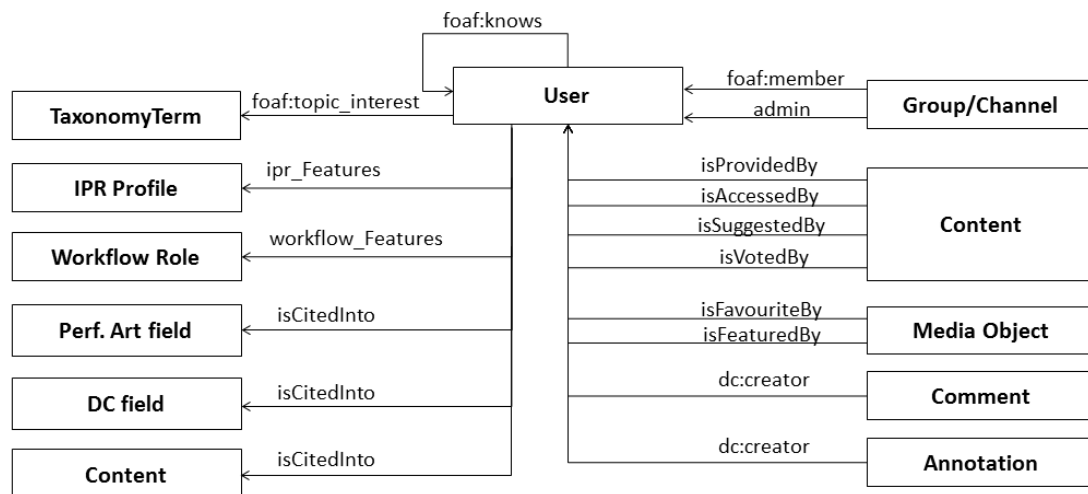 foaf:knows
User
foaf:member
admin
Group/Channel
foaf:topic_interest
TaxonomyTerm
ipr_Features
IPR Profile
workflow_Features
Workflow Role
isCitedInto
Perf. Art field
isCitedInto
DC field
isCitedInto
Content
isProvidedBy
isAccessedBy
isSuggestedBy
isVotedBy
Content
isFavouriteBy
isFeaturedBy
Media Object
dc:creator
Comment
dc:creator
Annotation